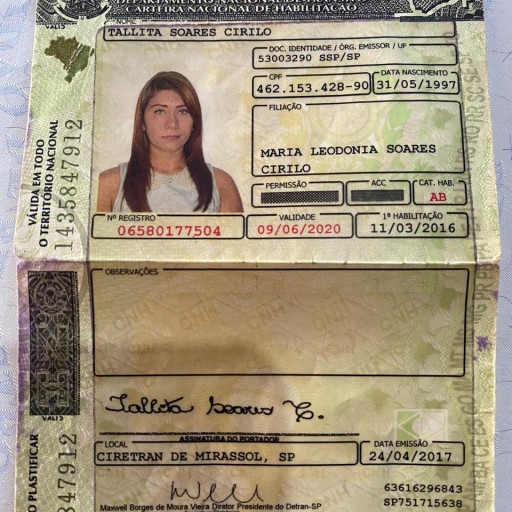 DEPARTAMENTO NACIONAL DE TRÂNSITO
CARTEIRA NACIONAL DE HABILITAÇÃO
NOME
TALLITA SOARES CIRILO
DOC. IDENTIDADE / ÓRG. EMISSOR / UF
53003290 SSP/SP
CPF
462.153.428-90
DATA NASCIMENTO
31/05/1997
FILIAÇÃO
MARIA LEODONIA SOARES
CIRILO
PERMISSÃO
ACC
CAT. HAB.
AB
Nº REGISTRO
06580177504
VALIDADE
09/06/2020
1ª HABILITAÇÃO
11/03/2016
VÁLIDA EM TODO
O TERRITÓRIO NACIONAL
1435847912
OBSERVAÇÕES
Tallita Soares C.
ASSINATURA DO PORTADOR
LOCAL
CIRETRAN DE MIRASSOL, SP
DATA EMISSÃO
24/04/2017
63616296843
SP751715638
Maxwell Borges de Moura Vieira Diretor Presidente do Detran-SP
O PLASTIFICAR
847912